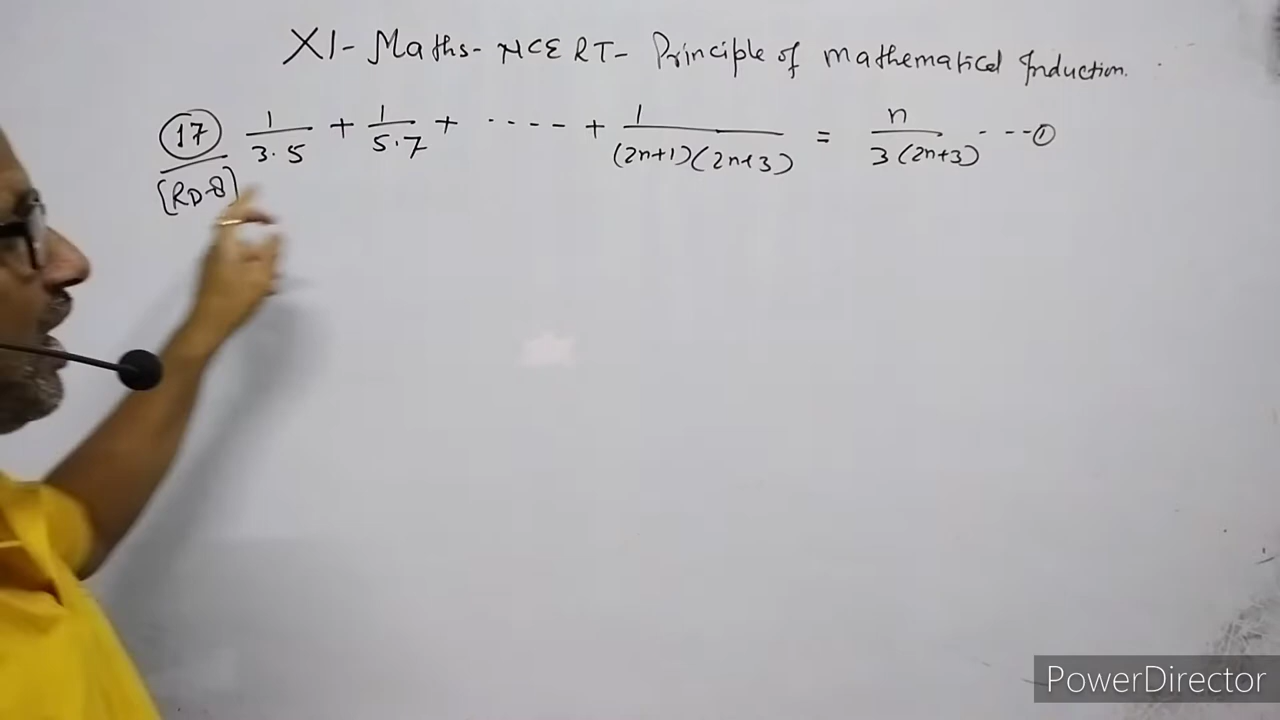 XI- Maths- NCERT- Principle of mathematical Induction.
17 1/3.5 + 1/5.7 + ---- + 1/(2n+1)(2n+3) = n/3(2n+3) ---①
[RD-8]
PowerDirector